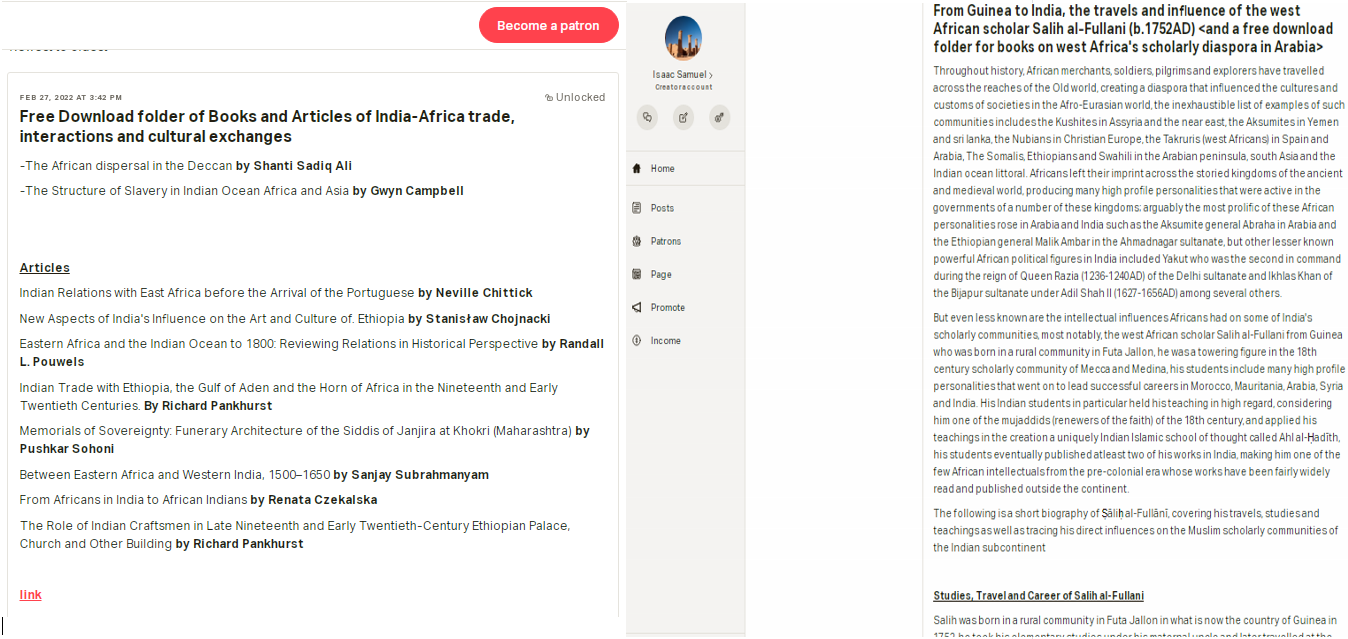 Become a patron
FEB 27, 2022 AT 3:42 PM
Unlocked
Free Download folder of Books and Articles of India-Africa trade,
interactions and cultural exchanges
-The African dispersal in the Deccan by Shanti Sadiq Ali
-The Structure of Slavery in Indian Ocean Africa and Asia by Gwyn Campbell
Articles
Indian Relations with East Africa before the Arrival of the Portuguese by Neville Chittick
New Aspects of India's Influence on the Art and Culture of. Ethiopia by Stanisław Chojnacki
Eastern Africa and the Indian Ocean to 1800: Reviewing Relations in Historical Perspective by Randall
L. Pouwels
Indian Trade with Ethiopia, the Gulf of Aden and the Horn of Africa in the Nineteenth and Early
Twentieth Centuries. By Richard Pankhurst
Memorials of Sovereignty: Funerary Architecture of the Siddis of Janjira at Khokri (Maharashtra) by
Pushkar Sohoni
Between Eastern Africa and Western India, 1500–1650 by Sanjay Subrahmanyam
From Africans in India to African Indians by Renata Czekalska
The Role of Indian Craftsmen in Late Nineteenth and Early Twentieth-Century Ethiopian Palace,
Church and Other Building by Richard Pankhurst
link
Isaac Samuel
Creator account
Home
Posts
Patrons
Page
Promote
Income
From Guinea to India, the travels and influence of the west
African scholar Salih al-Fullani (b.1752AD) <and a free download
folder for books on west Africa's scholarly diaspora in Arabia>
Throughout history, African merchants, soldiers, pilgrims and explorers have travelled
across the reaches of the Old world, creating a diaspora that influenced the cultures and
customs of societies in the Afro-Eurasian world, the inexhaustible list of examples of such
communities includes the Kushites in Assyria and the near east, the Aksumites in Yemen
and sri lanka, the Nubians in Christian Europe, the Takruris (west Africans) in Spain and
Arabia, The Somalis, Ethiopians and Swahili in the Arabian peninsula, south Asia and the
Indian ocean littoral. Africans left their imprint across the storied kingdoms of the ancient
and medieval world, producing many high profile personalities that were active in the
governments of a number of these kingdoms; arguably the most prolific of these African
personalities rose in Arabia and India such as the Aksumite general Abraha in Arabia and
the Ethiopian general Malik Ambar in the Ahmadnagar sultanate, but other lesser known
powerful African political figures in India included Yakut who was the second in command
during the reign of Queen Razia (1236-1240AD) of the Delhi sultanate and Ikhlas Khan of
the Bijapur sultanate under Adil Shah II (1627-1656AD) among several others.
But even less known are the intellectual influences Africans had on some of India's
scholarly communities, most notably, the west African scholar Salih al-Fullani from Guinea
who was born in a rural community in Futa Jallon, he was a towering figure in the 18th
century scholarly community of Mecca and Medina, his students include many high profile
personalities that went on to lead successful careers in Morocco, Mauritania, Arabia, Syria
and India. His Indian students in particular held his teaching in high regard, considering
him one of the mujaddids (renewers of the faith) of the 18th century, and applied his
teachings in the creation a uniquely Indian Islamic school of thought called Ahl al-Ḥadīth,
his students eventually published atleast two of his works in India, making him one of the
few African intellectuals from the pre-colonial era whose works have been fairly widely
read and published outside the continent.
The following is a short biography of Ṣāliḥ al-Fullānī, covering his travels, studies and
teachings as well as tracing his direct influences on the Muslim scholarly communities of
the Indian subcontinent
Studies, Travel and Career of Salih al-Fullani
Salih was born in a rural community in Futa Jallon in what is now the country of Guinea in
1752, he took his elementary studies under his maternal uncle and later travelled at the